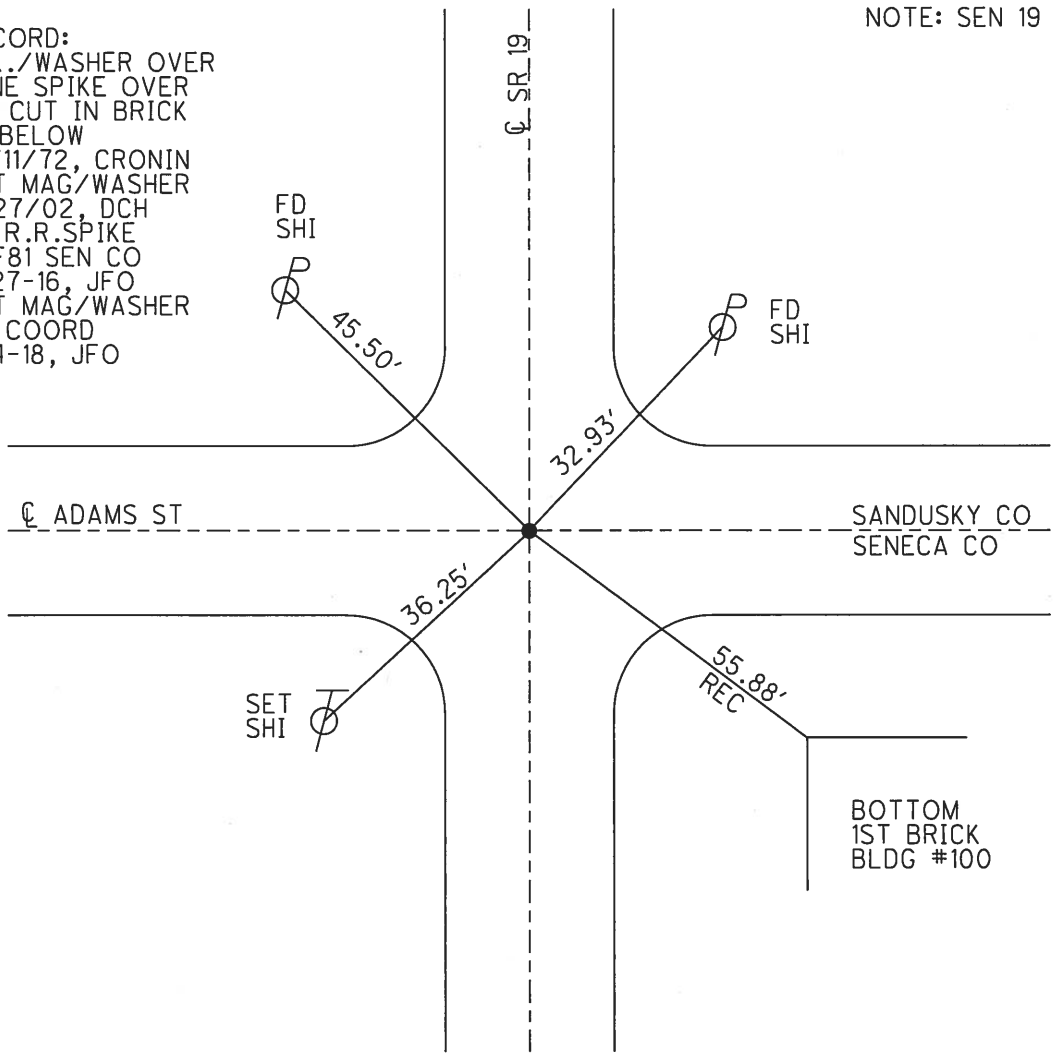 NOTE: SEN 19
CORD:
./WASHER OVER
NE SPIKE OVER
CUT IN BRICK
BELOW
/11/72, CRONIN
T MAG/WASHER
27/02, DCH
R.R.SPIKE
F81 SEN CO
27-16, JFO
T MAG/WASHER
COORD
4-18, JFO
℄ SR 19
FD
SHI
P
45.50'
P
FD
SHI
32.93'
℄ ADAMS ST
SANDUSKY CO
SENECA CO
36.25'
SET
SHI
T
55.88'
REC
BOTTOM
1ST BRICK
BLDG #100